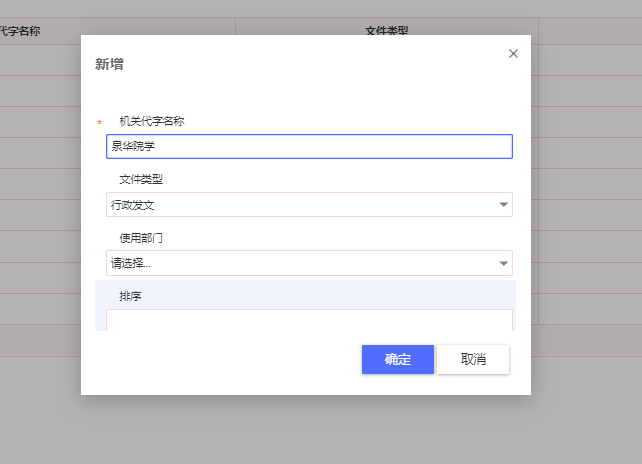 代字名称
文件类型
新增
* 机关代字名称
泉华院学
文件类型
行政发文
使用部门
请选择...
排序
确定
取消